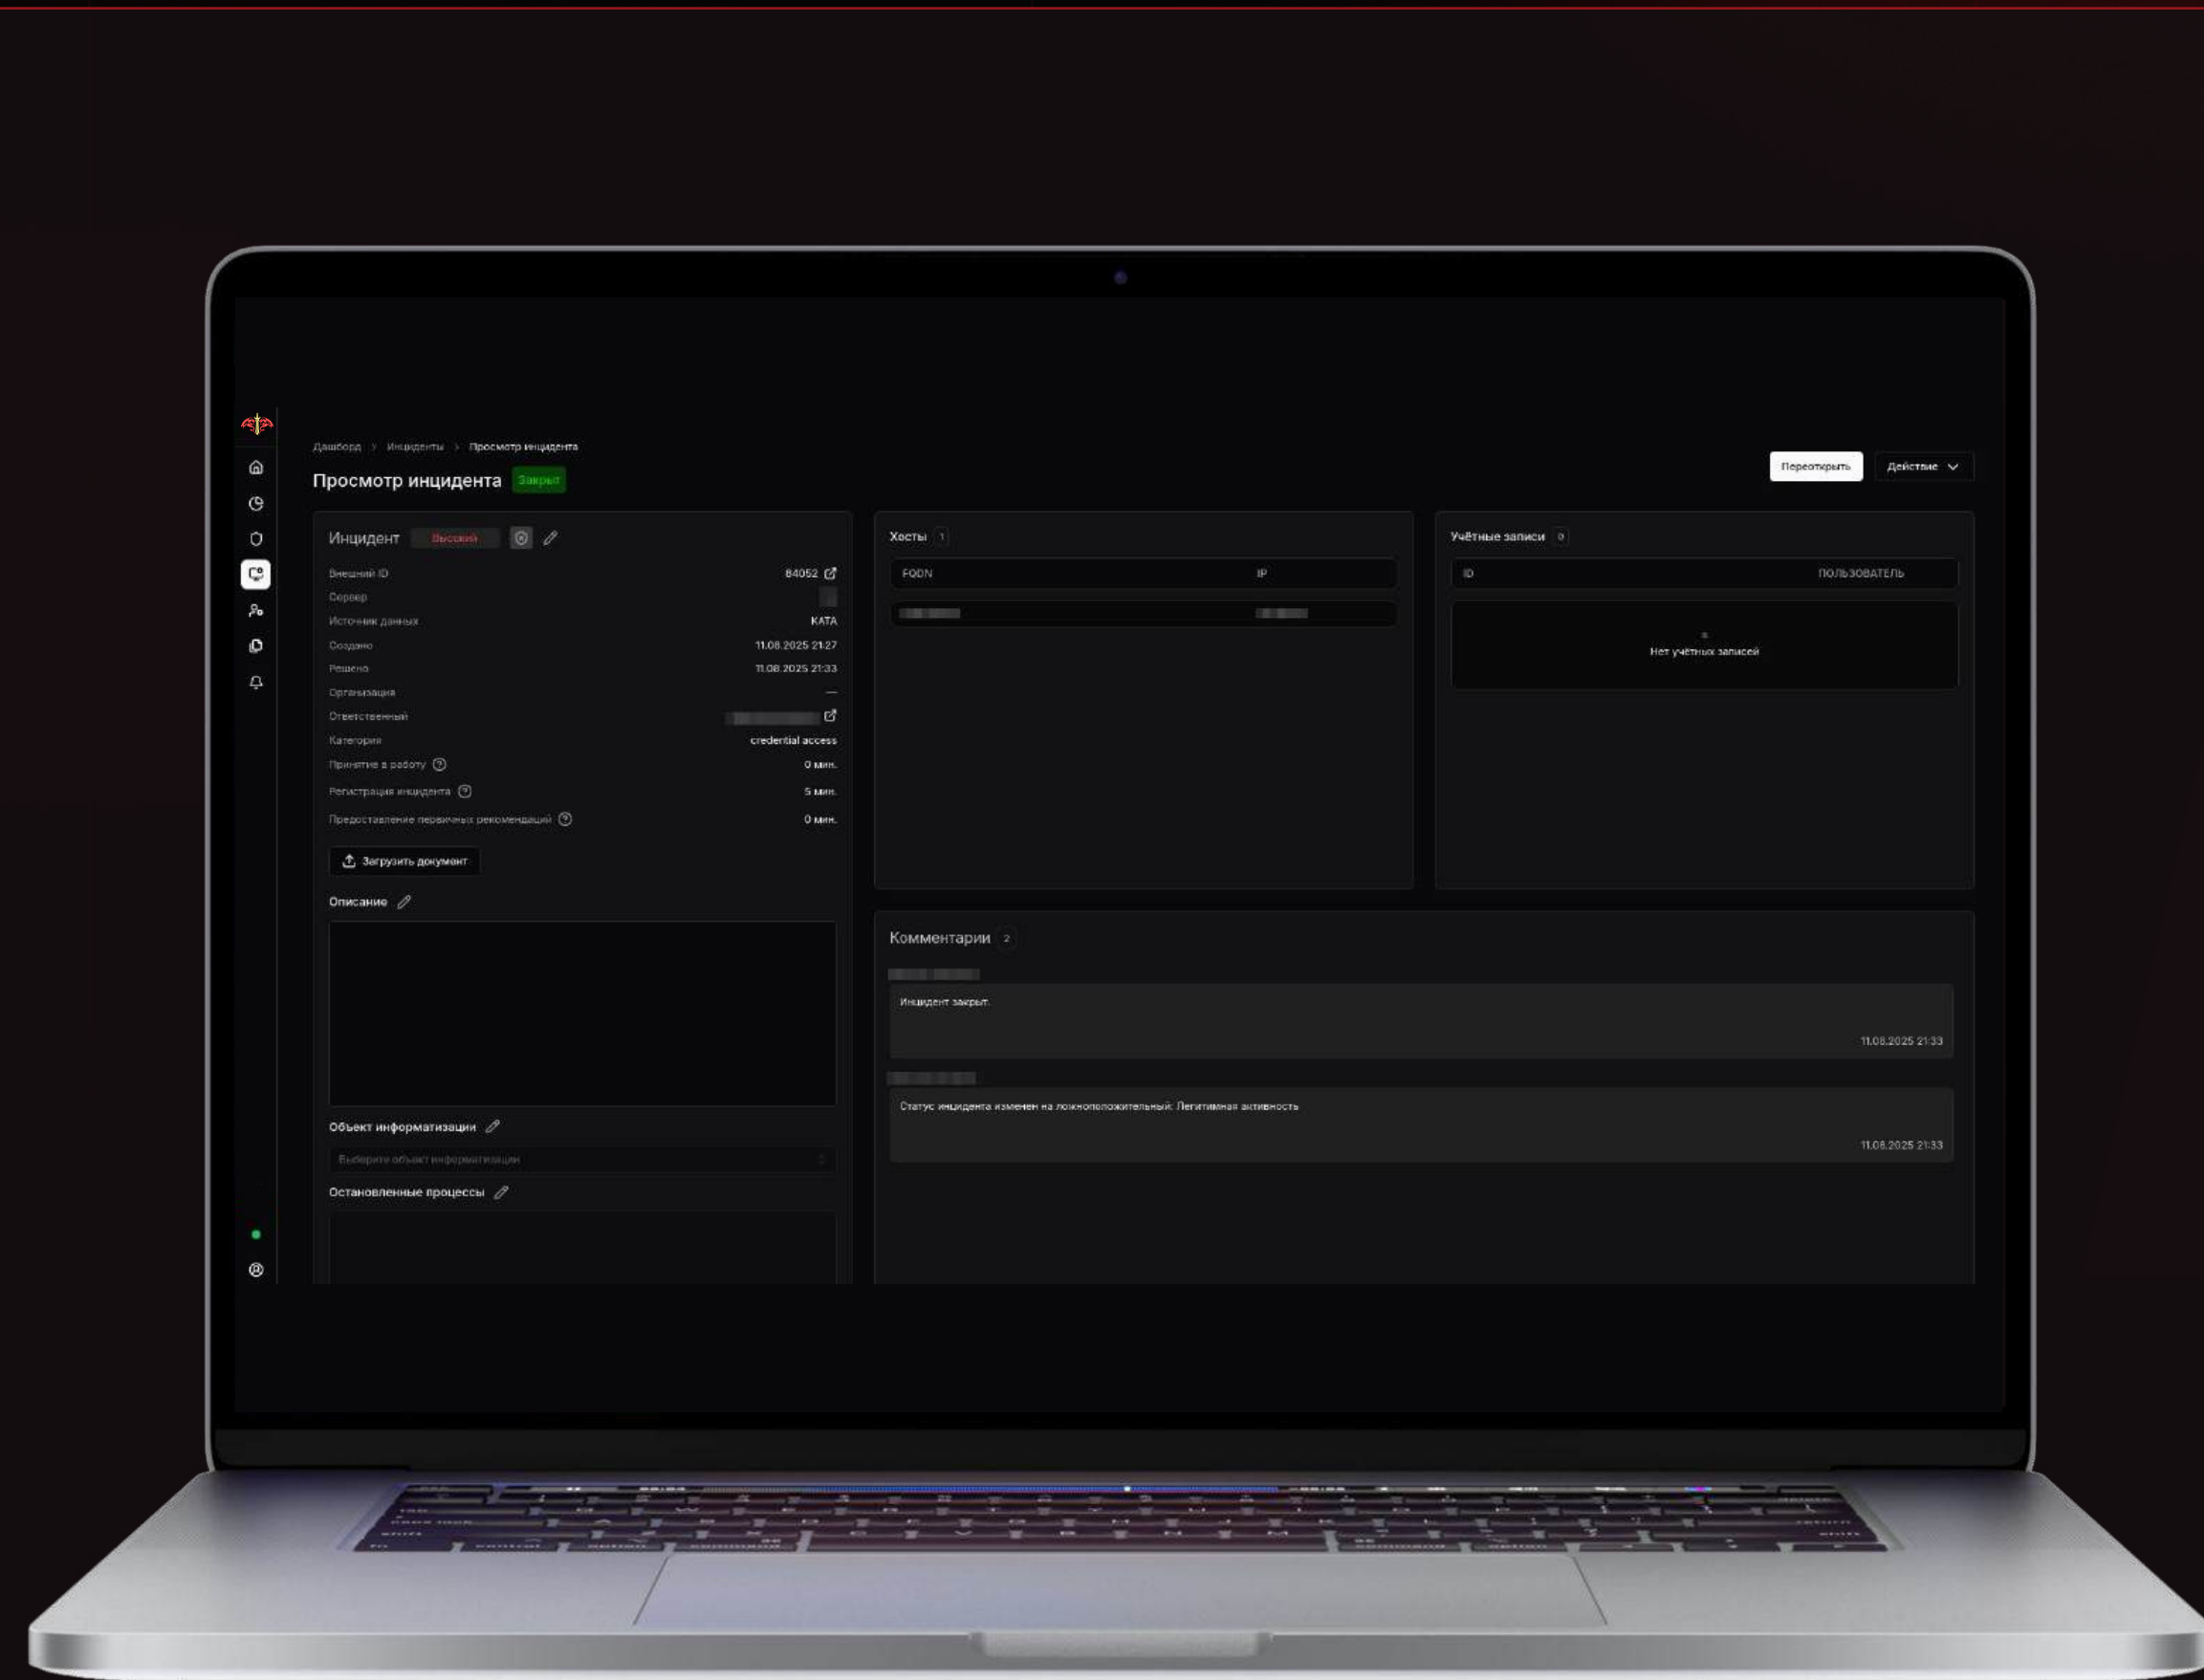 Дашборд > Инциденты > Просмотр инцидента
Просмотр инцидента Закрыт
Переоткрыть Действие
Инцидент Высокий
Внешний ID 84052
Сервер
Источник данных KATA
Создано 11.08.2025 21:27
Решено 11.08.2025 21:33
Организация —
Ответственный
Категория credential access
Принятие в работу 0 мин.
Регистрация инцидента 5 мин.
Предоставление первичных рекомендаций 0 мин.
Загрузить документ
Описание
Объект информатизации
Выберите объект информатизации
Остановленные процессы
Хосты 1
FQDN IP
Учётные записи 0
ID ПОЛЬЗОВАТЕЛЬ
Нет учётных записей
Комментарии 2
Инцидент закрыт.
11.08.2025 21:33
Статус инцидента изменен на ложноположительный: Легитимная активность
11.08.2025 21:33